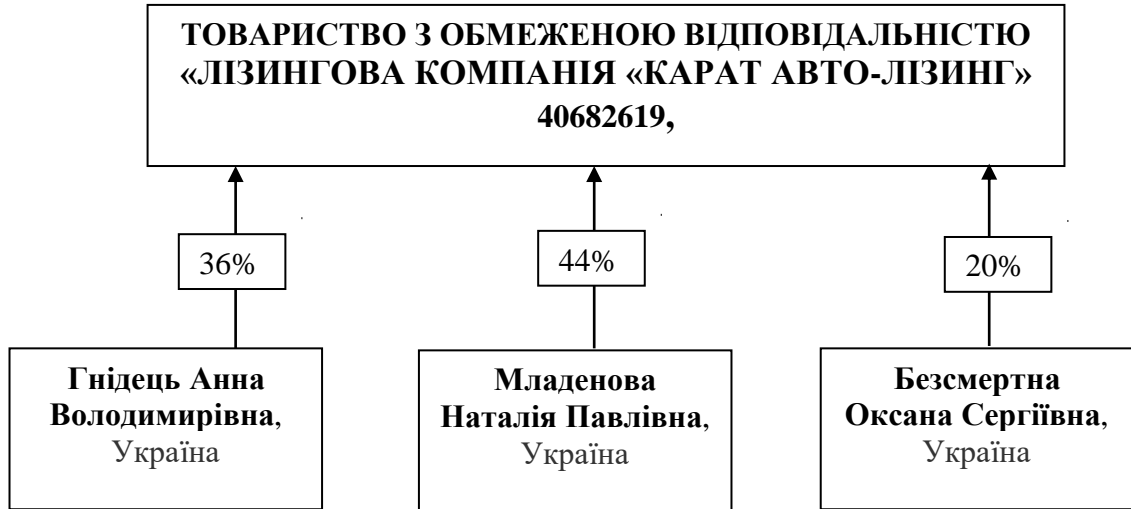 ТОВАРИСТВО З ОБМЕЖЕНОЮ ВІДПОВІДАЛЬНІСТЮ
«ЛІЗИНГОВА КОМПАНІЯ «КАРАТ АВТО-ЛІЗИНГ»
40682619,
36%
44%
20%
Гнідець Анна
Володимирівна,
Україна
Младенова
Наталія Павлівна,
Україна
Безсмертна
Оксана Сергіївна,
Україна